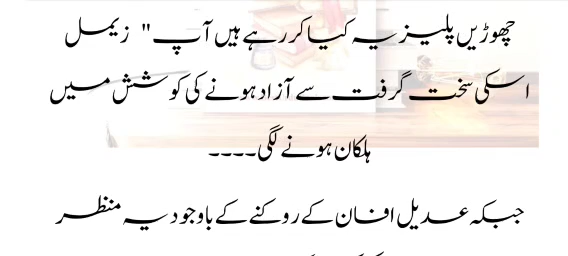 چھوڑیں پلیز یہ کیا کر رہے ہیں آپ " زیمل
اسکی سخت گرفت سے آزاد ہونے کی کوشش میں
ہلکان ہونے لگی ۔۔۔۔
جبکہ عدیل افان کے روکنے کے باوجود یہ منظر